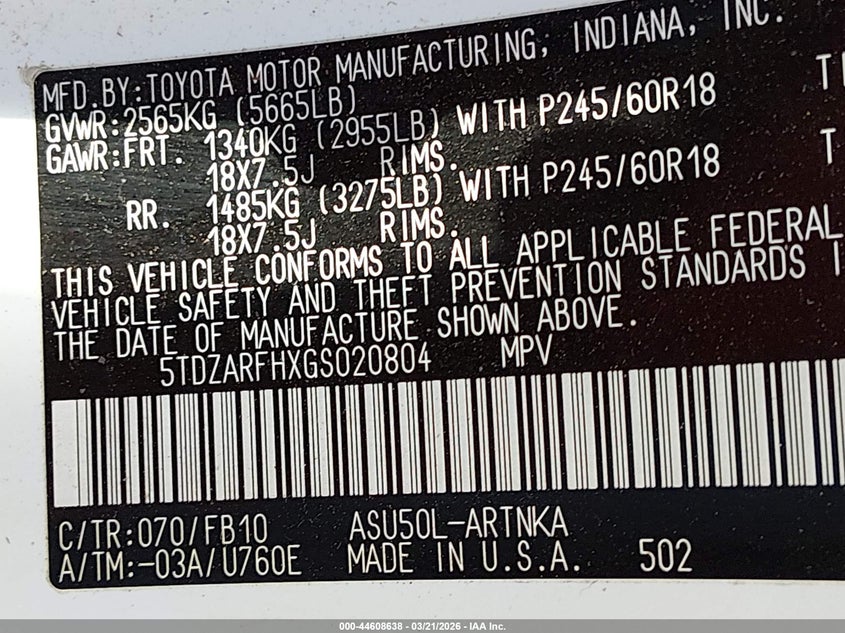 MFD.BY:TOYOTA MOTOR MANUFACTURING, INDIANA, INC.
GVWR:2565KG (5665LB)
GAWR:FRT. 1340KG (2955LB) WITH P245/60R18 TI
18X7.5J RIMS.
RR. 1485KG (3275LB) WITH P245/60R18 T
18X7.5J RIMS.
THIS VEHICLE CONFORMS TO ALL APPLICABLE FEDERAL
VEHICLE SAFETY AND THEFT PREVENTION STANDARDS I
THE DATE OF MANUFACTURE SHOWN ABOVE.
5TDZARFHXGS020804 MPV
C/TR:070/FB10 ASU50L-ARTNKA
A/TM:-03A/U760E MADE IN U.S.A. 502
000-44608638 - 03/21/2026 - IAA Inc.